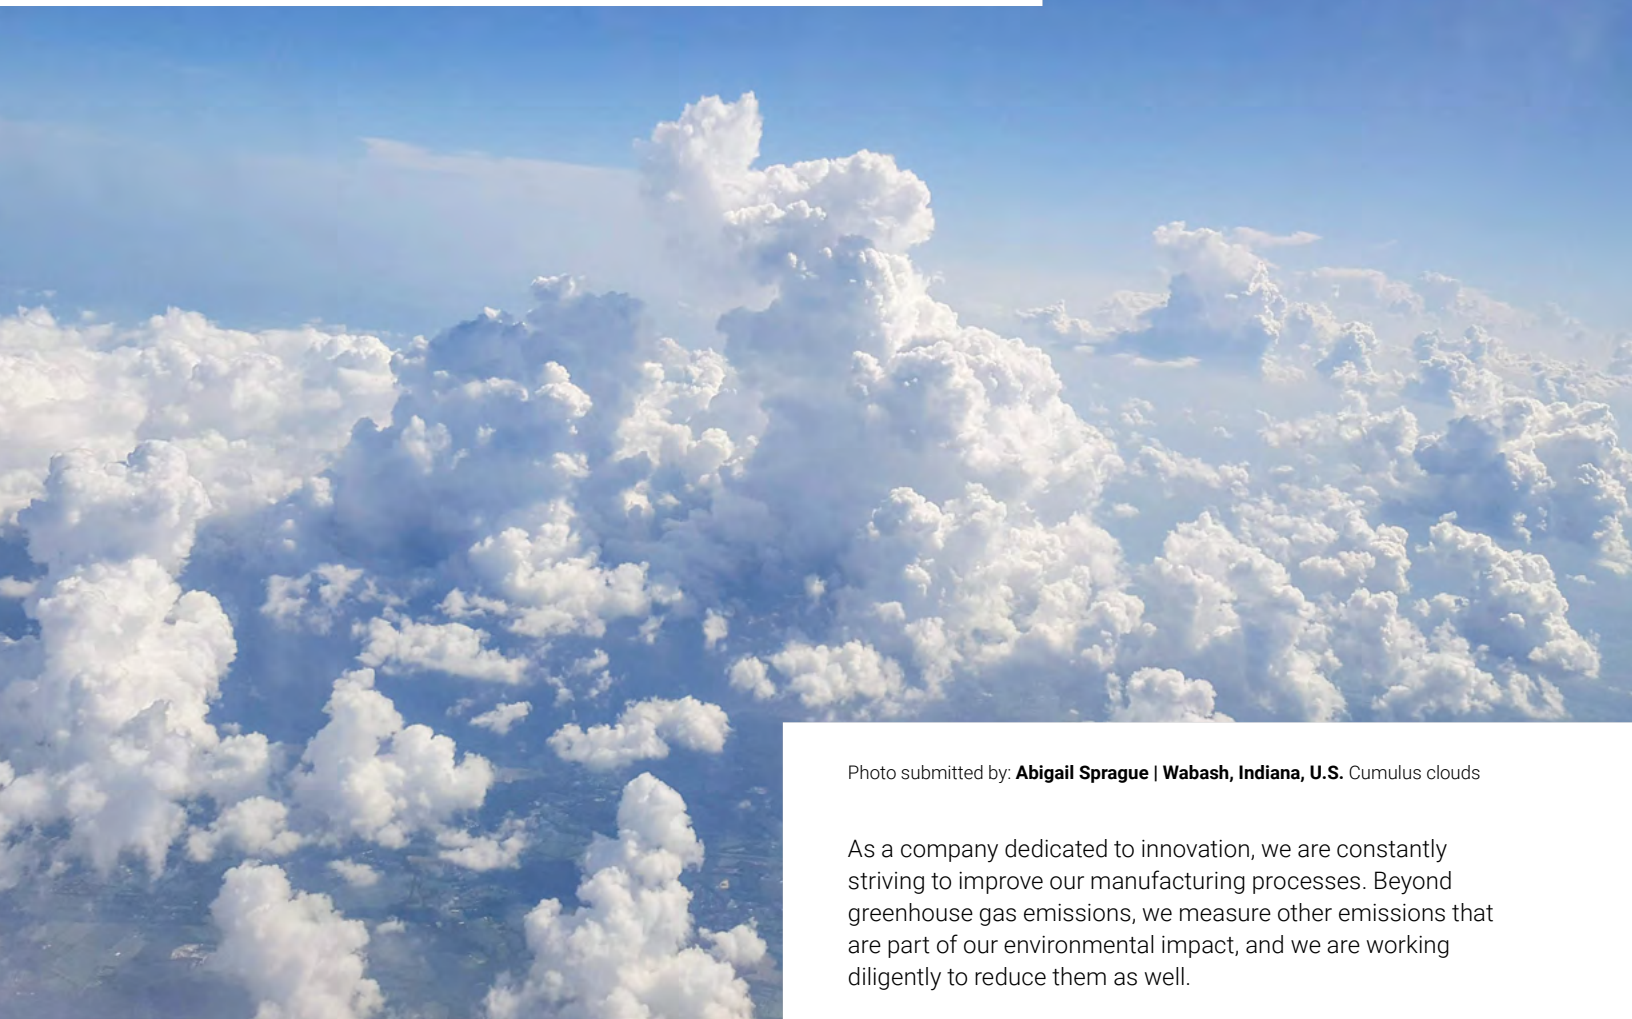 Photo submitted by: Abigail Sprague | Wabash, Indiana, U.S. Cumulus clouds
As a company dedicated to innovation, we are constantly
striving to improve our manufacturing processes. Beyond
greenhouse gas emissions, we measure other emissions that
are part of our environmental impact, and we are working
diligently to reduce them as well.